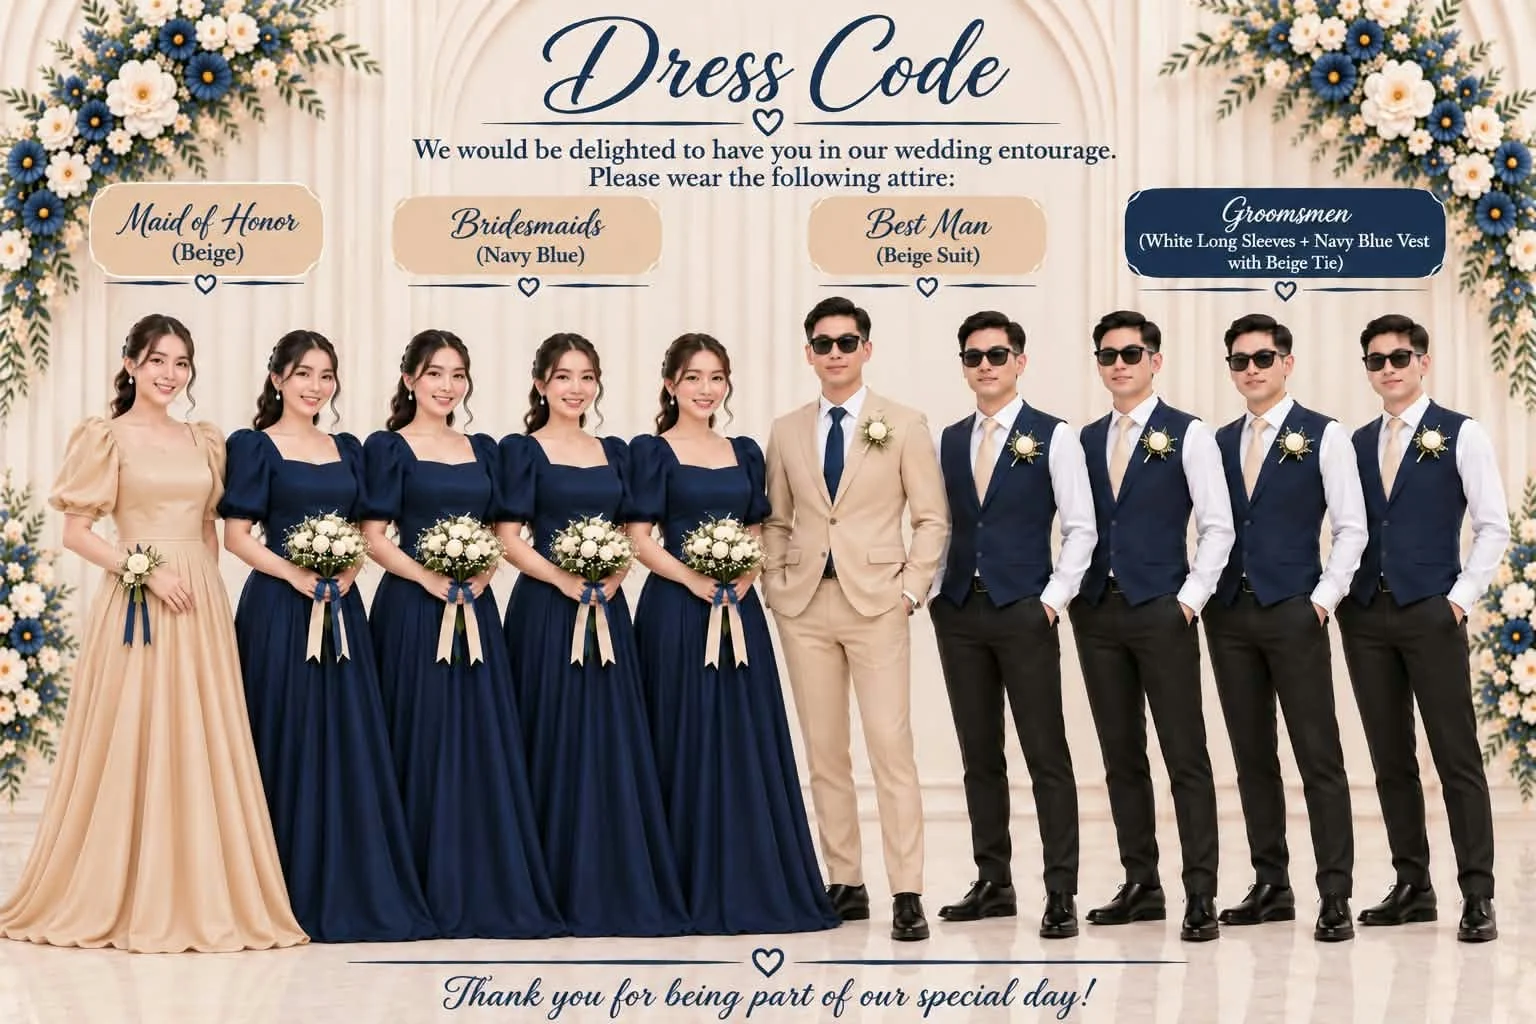 Dress Code
We would be delighted to have you in our wedding entourage.
Please wear the following attire:
Maid of Honor
(Beige)
Bridesmaids
(Navy Blue)
Best Man
(Beige Suit)
Groomsmen
(White Long Sleeves + Navy Blue Vest
with Beige Tie)
Thank you for being part of our special day!